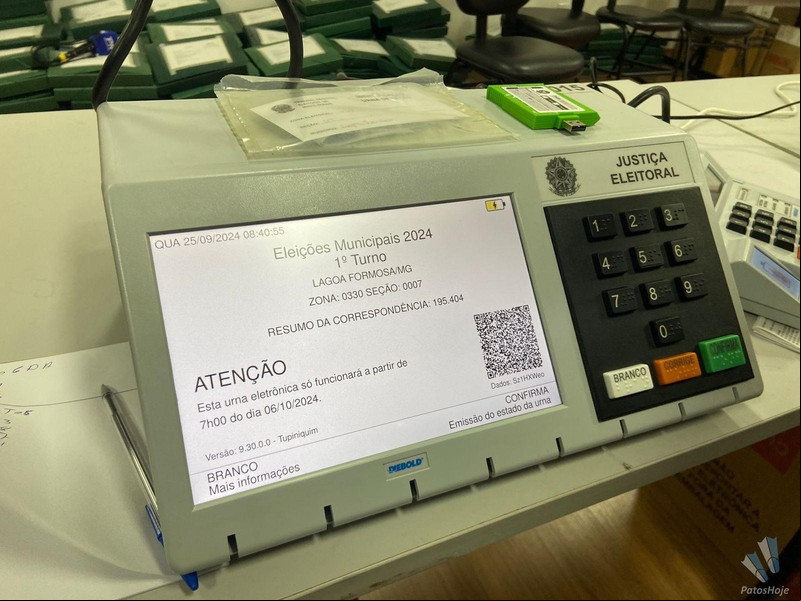 QUA 25/09/2024 08:40:55
Eleições Municipais 2024
1º Turno
LAGOA FORMOSA/MG
ZONA: 0330 SEÇÃO: 0007
RESUMO DA CORRESPONDÊNCIA: 195.404
ATENÇÃO
Esta urna eletrônica só funcionará a partir de
7h00 do dia 06/10/2024.
Dados: Sz1HXWeo
Versão: 9.30.0.0 - Tupiniquim
BRANCO
Mais informações
CONFIRMA
Emissão do estado da urna
DIEBOLD
JUSTIÇA
ELEITORAL
1 2 3
4 5 6
7 8 9
0
BRANCO
CORRIGE
CONFIRMA
PatosHoje